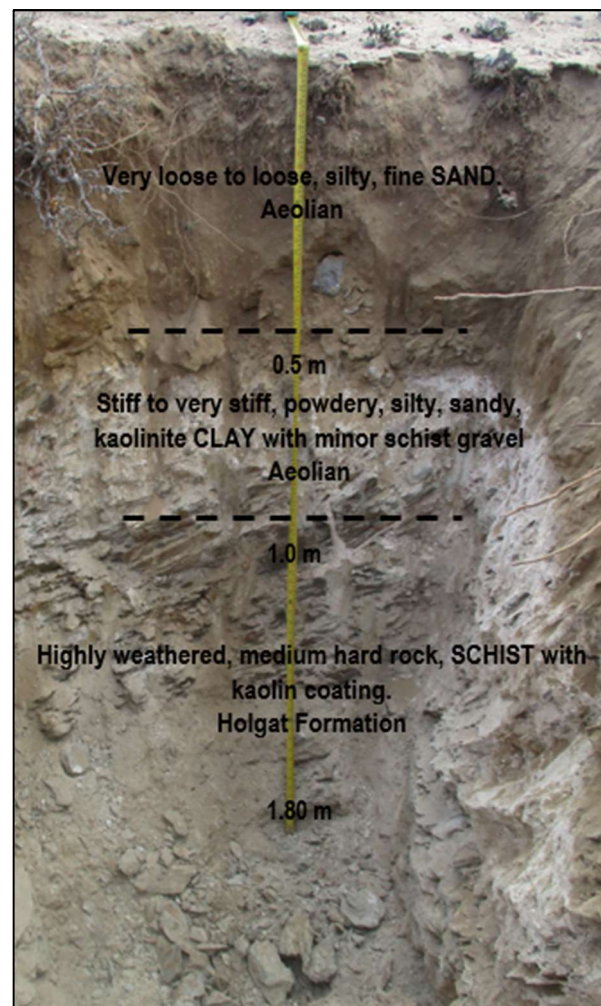 Very loose to loose, silty, fine SAND.
Aeolian
0.5 m
Stiff to very stiff, powdery, silty, sandy,
kaolinite CLAY with minor schist gravel
Aeolian
1.0 m
Highly weathered, medium hard rock, SCHIST with
kaolin coating.
Holgat Formation
1.80 m